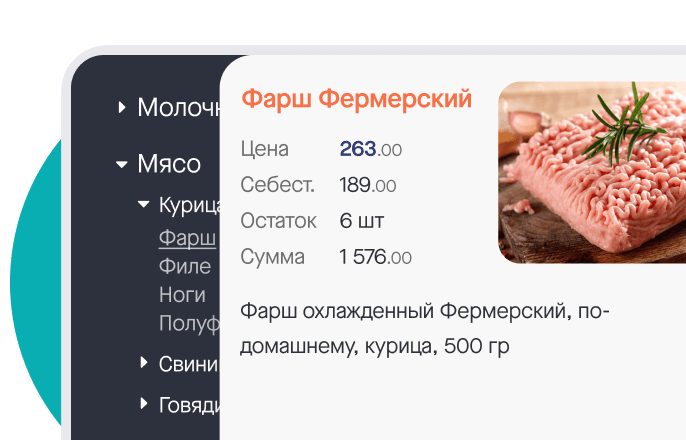 Молочн
Мясо
Курица
Фарш
Филе
Ноги
Полуф
Свини
Говяди
Фарш Фермерский
Цена 263.00
Себест. 189.00
Остаток 6 шт
Сумма 1 576.00
Фарш охлажденный Фермерский, по-
домашнему, курица, 500 гр